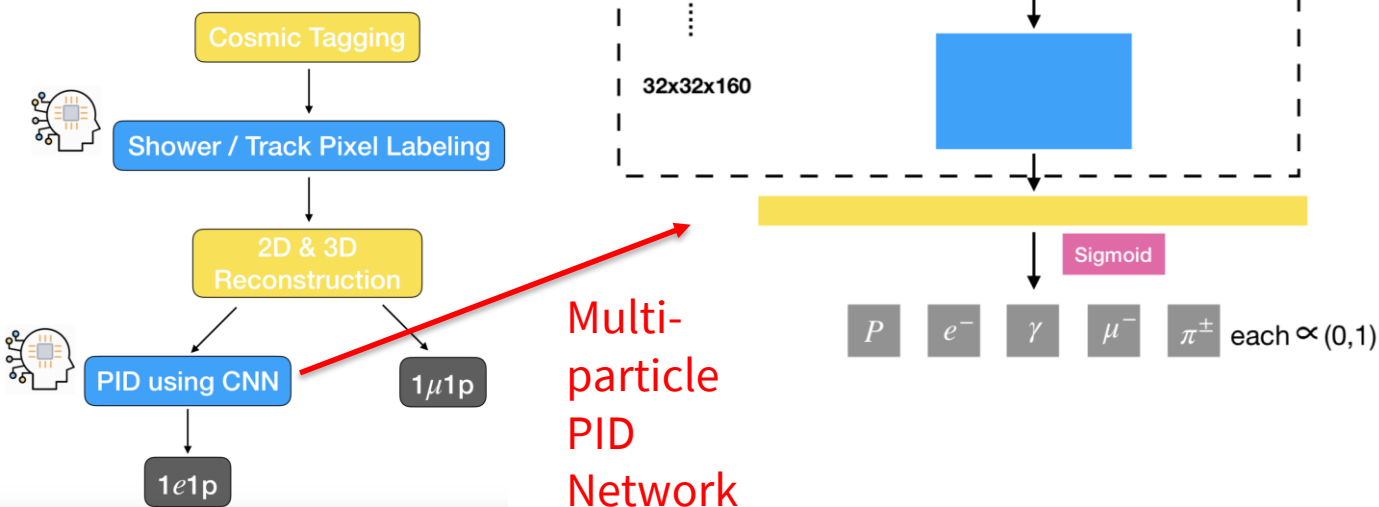 Cosmic Tagging
Shower / Track Pixel Labeling
2D & 3D
Reconstruction
PID using CNN
1μ1p
1e1p
Multi-
particle
PID
Network
32x32x160
Sigmoid
P e⁻ γ μ⁻ π± each ∝ (0,1)